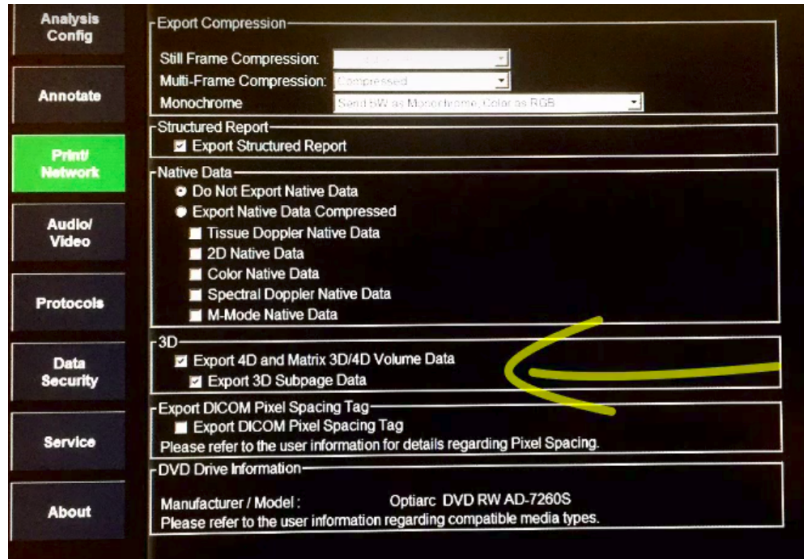 Analysis
Config
Annotate
Print/
Network
Audio/
Video
Protocols
Data
Security
Service
About
Export Compression
Still Frame Compression:
Multi-Frame Compression: Compressed
Monochrome Send BW as Monochrome, Color as RGB
Structured Report
Export Structured Report
Native Data
Do Not Export Native Data
Export Native Data Compressed
Tissue Doppler Native Data
2D Native Data
Color Native Data
Spectral Doppler Native Data
M-Mode Native Data
3D
Export 4D and Matrix 3D/4D Volume Data
Export 3D Subpage Data
Export DICOM Pixel Spacing Tag
Export DICOM Pixel Spacing Tag
Please refer to the user information for details regarding Pixel Spacing.
DVD Drive Information
Manufacturer / Model : Optiarc DVD RW AD-7260S
Please refer to the user information regarding compatible media types.